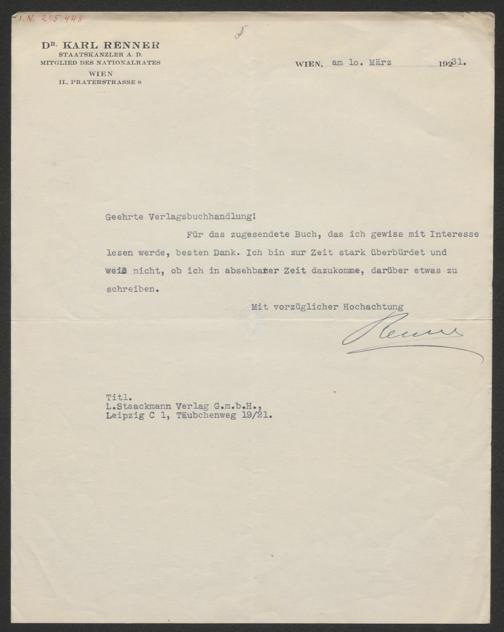 I.N. 205.448
DR. KARL RENNER
STAATSKANZLER A. D.
MITGLIED DES NATIONALRATES
WIEN
II., PRATERSTRASSE 8
WIEN, am 10. März 1931.
Geehrte Verlagsbuchhandlung!
Für das zugesendete Buch, das ich gewiss mit Interesse
lesen werde, besten Dank. Ich bin zur Zeit stark überbürdet und
weiß nicht, ob ich in absehbarer Zeit dazukomme, darüber etwas zu
schreiben.
Mit vorzüglicher Hochachtung
Renner
Titl.
L.Staackmann Verlag G.m.b.H.,
Leipzig C 1, Täubchenweg 19/21.